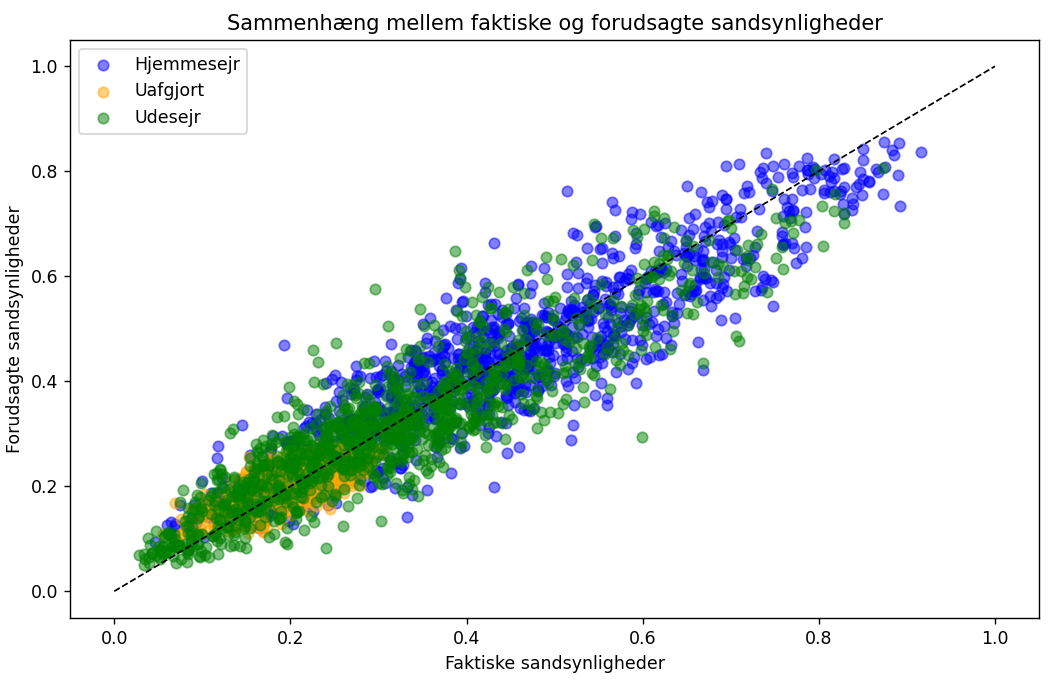 Sammenhæng mellem faktiske og forudsagte sandsynligheder
Hjemmesejr
Uafgjort
Udesejr
Forudsagte sandsynligheder
1.0
0.8
0.6
0.4
0.2
0.0
0.0 0.2 0.4 0.6 0.8 1.0
Faktiske sandsynligheder